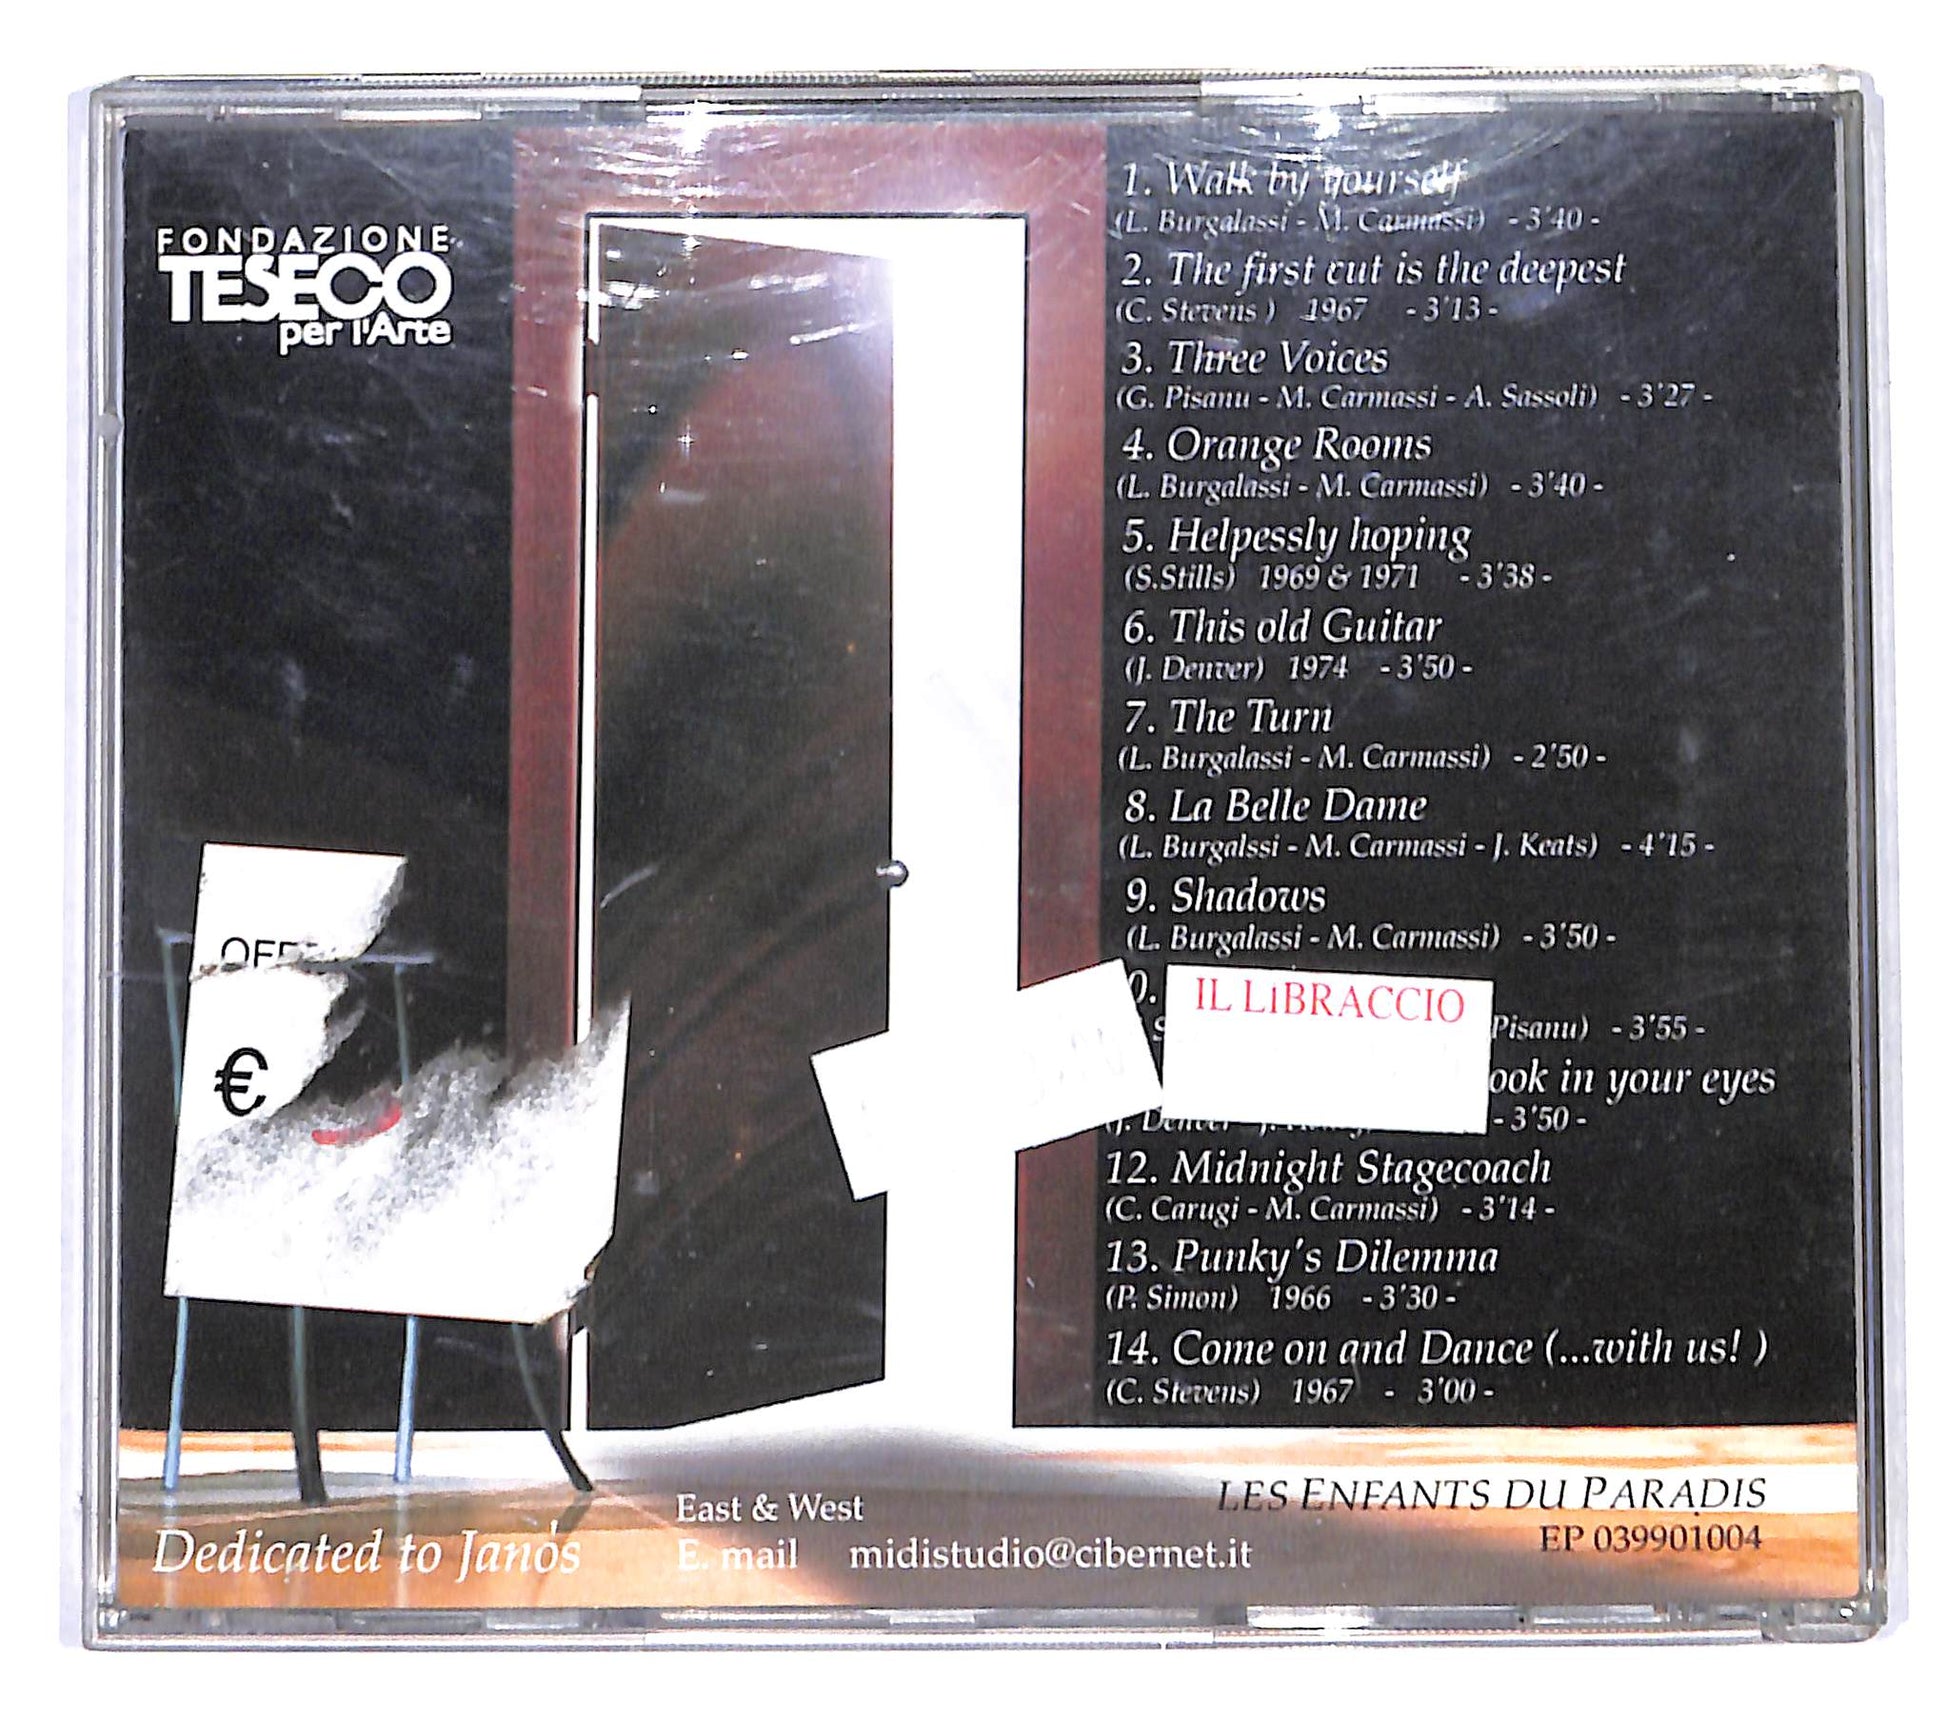 FONDAZIONE
TESECO
per l'Arte
1. Walk by yourself
(L. Burgalassi - M. Carmassi) - 3'40 -
2. The first cut is the deepest
(C. Stevens ) 1967 - 3'13 -
3. Three Voices
(G. Pisanu - M. Carmassi - A. Sassoli) - 3'27 -
4. Orange Rooms
(L. Burgalassi - M. Carmassi) - 3'40 -
5. Helpessly hoping
(S.Stills) 1969 & 1971 - 3'38 -
6. This old Guitar
(J. Denver) 1974 - 3'50 -
7. The Turn
(L. Burgalassi - M. Carmassi) - 2'50 -
8. La Belle Dame
(L. Burgalssi - M. Carmassi - J. Keats) - 4'15 -
9. Shadows
(L. Burgalassi - M. Carmassi) - 3'50 -
0.
Pisanu) - 3'55 -
IL LiBRACCIO
ook in your eyes
(J. Denver - 3'50 -
12. Midnight Stagecoach
(C. Carugi - M. Carmassi) - 3'14 -
13. Punky's Dilemma
(P. Simon) 1966 - 3'30 -
14. Come on and Dance (...with us! )
(C. Stevens) 1967 - 3'00 -
OFF
€
LES ENFANTS DU PARADIS
EP 039901004
East & West
E. mail midistudio@cibernet.it
Dedicated to Janós